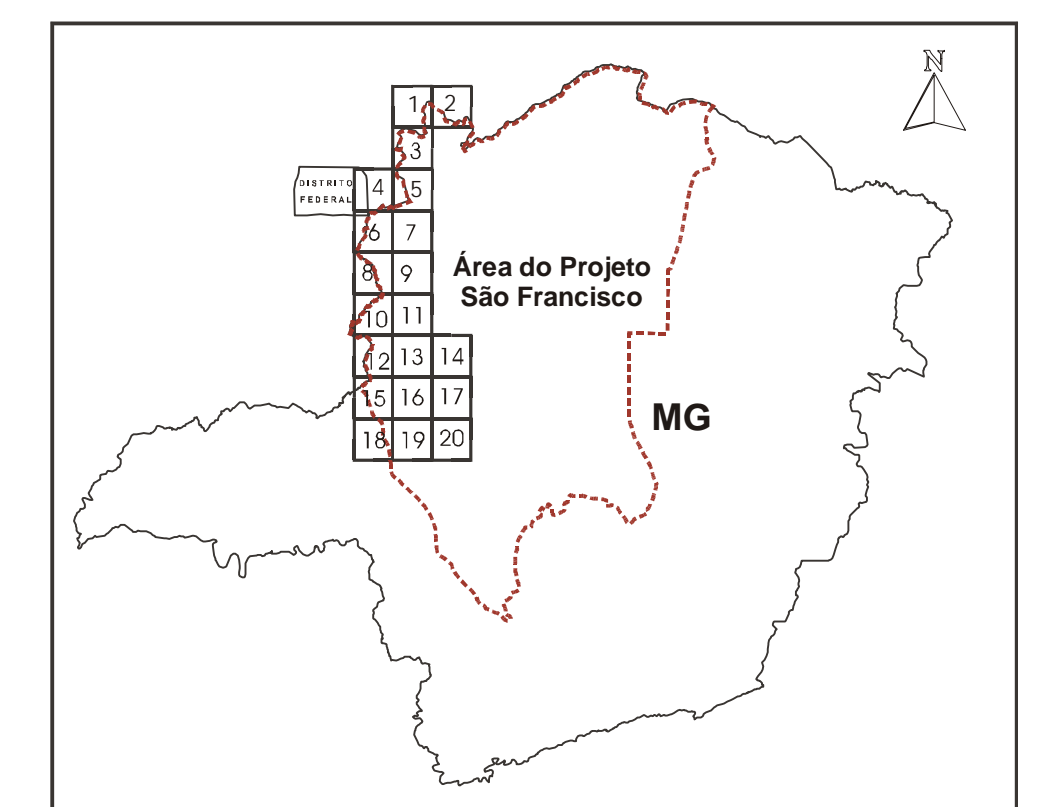 N
1 2
3
DISTRITO
FEDERAL
4 5
6 7
8 9
Área do Projeto
São Francisco
10 11
12 13 14
15 16 17
MG
18 19 20